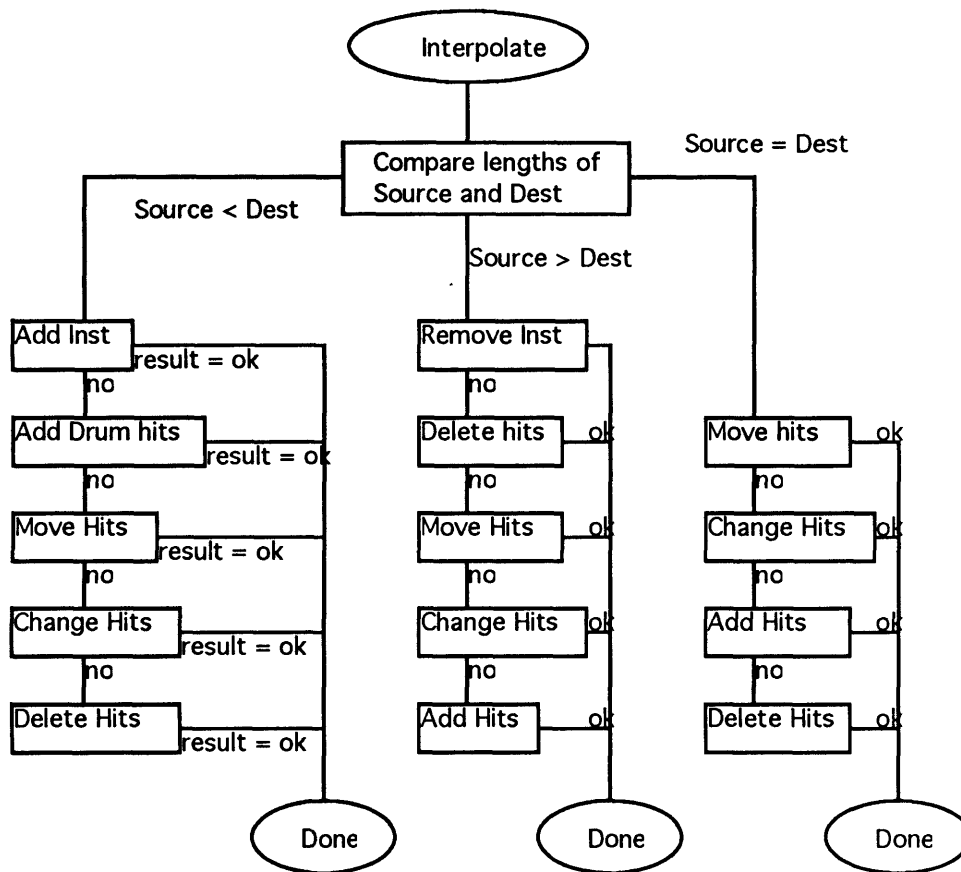 Interpolate
Source = Dest
Compare lengths of
Source and Dest
Source < Dest
Source > Dest
Add Inst
result = ok
no
Add Drum hits
result = ok
no
Move Hits
result = ok
no
Change Hits
result = ok
no
Delete Hits
result = ok
Done
Remove Inst
no
Delete hits
ok
no
Move Hits
ok
no
Change Hits
ok
no
Add Hits
ok
Done
Move hits
ok
no
Change Hits
ok
no
Add Hits
ok
no
Delete Hits
ok
Done